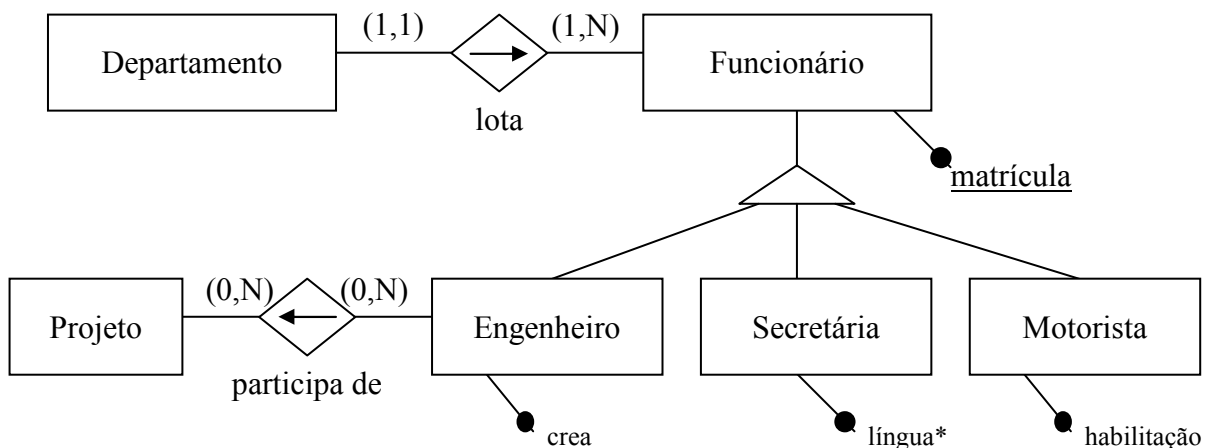 (1,1)
(1,N)
Departamento
Funcionário
lota
matrícula
(0,N)
(0,N)
Projeto
Engenheiro
Secretária
Motorista
participa de
crea
língua*
habilitação